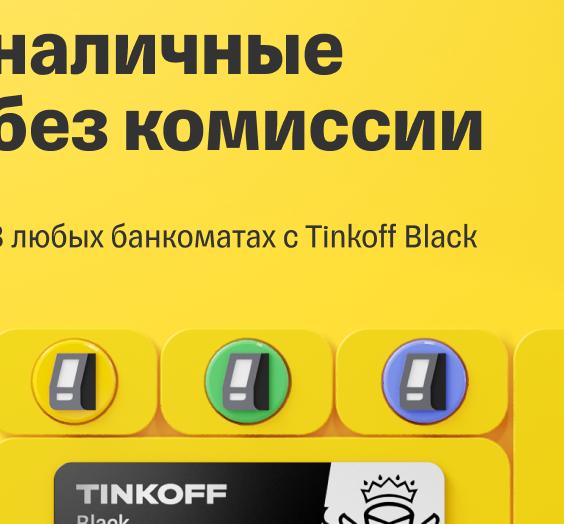 наличные
без комиссии
В любых банкоматах с Tinkoff Black
TINKOFF
Black